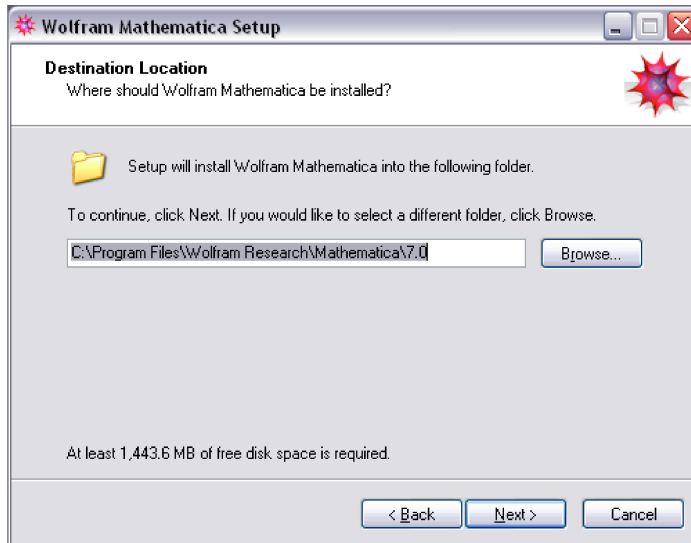 Wolfram Mathematica Setup
Destination Location
Where should Wolfram Mathematica be installed?
Setup will install Wolfram Mathematica into the following folder.
To continue, click Next. If you would like to select a different folder, click Browse.
C:\Program Files\Wolfram Research\Mathematica\7.0
Browse...
At least 1,443.6 MB of free disk space is required.
< Back Next > Cancel